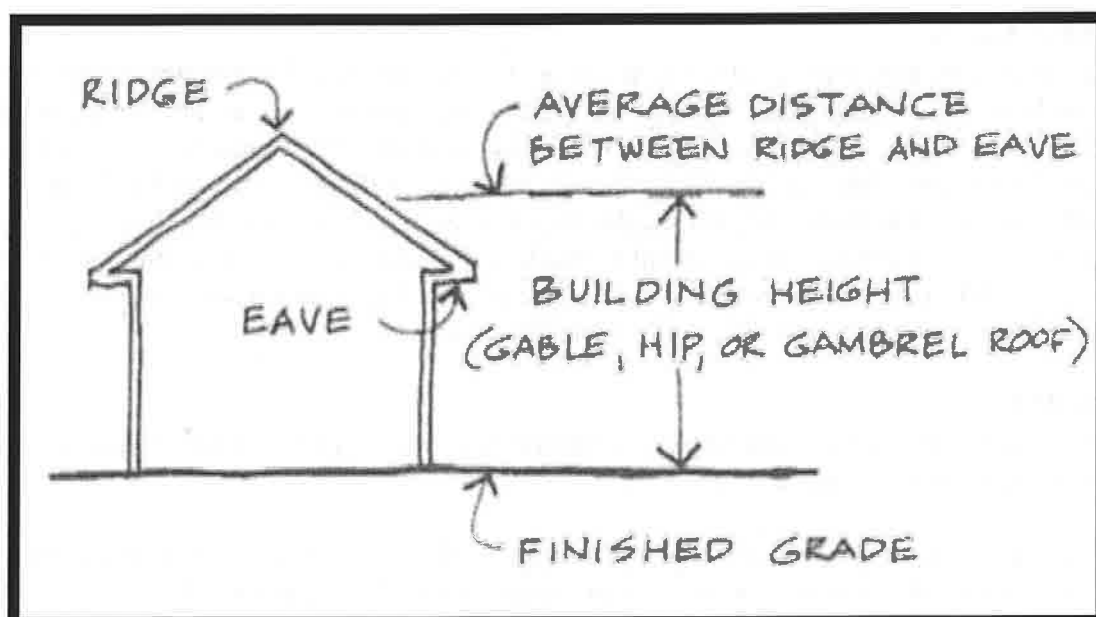 RIDGE
AVERAGE DISTANCE
BETWEEN RIDGE AND EAVE
EAVE
BUILDING HEIGHT
(GABLE, HIP, OR GAMBREL ROOF)
FINISHED GRADE